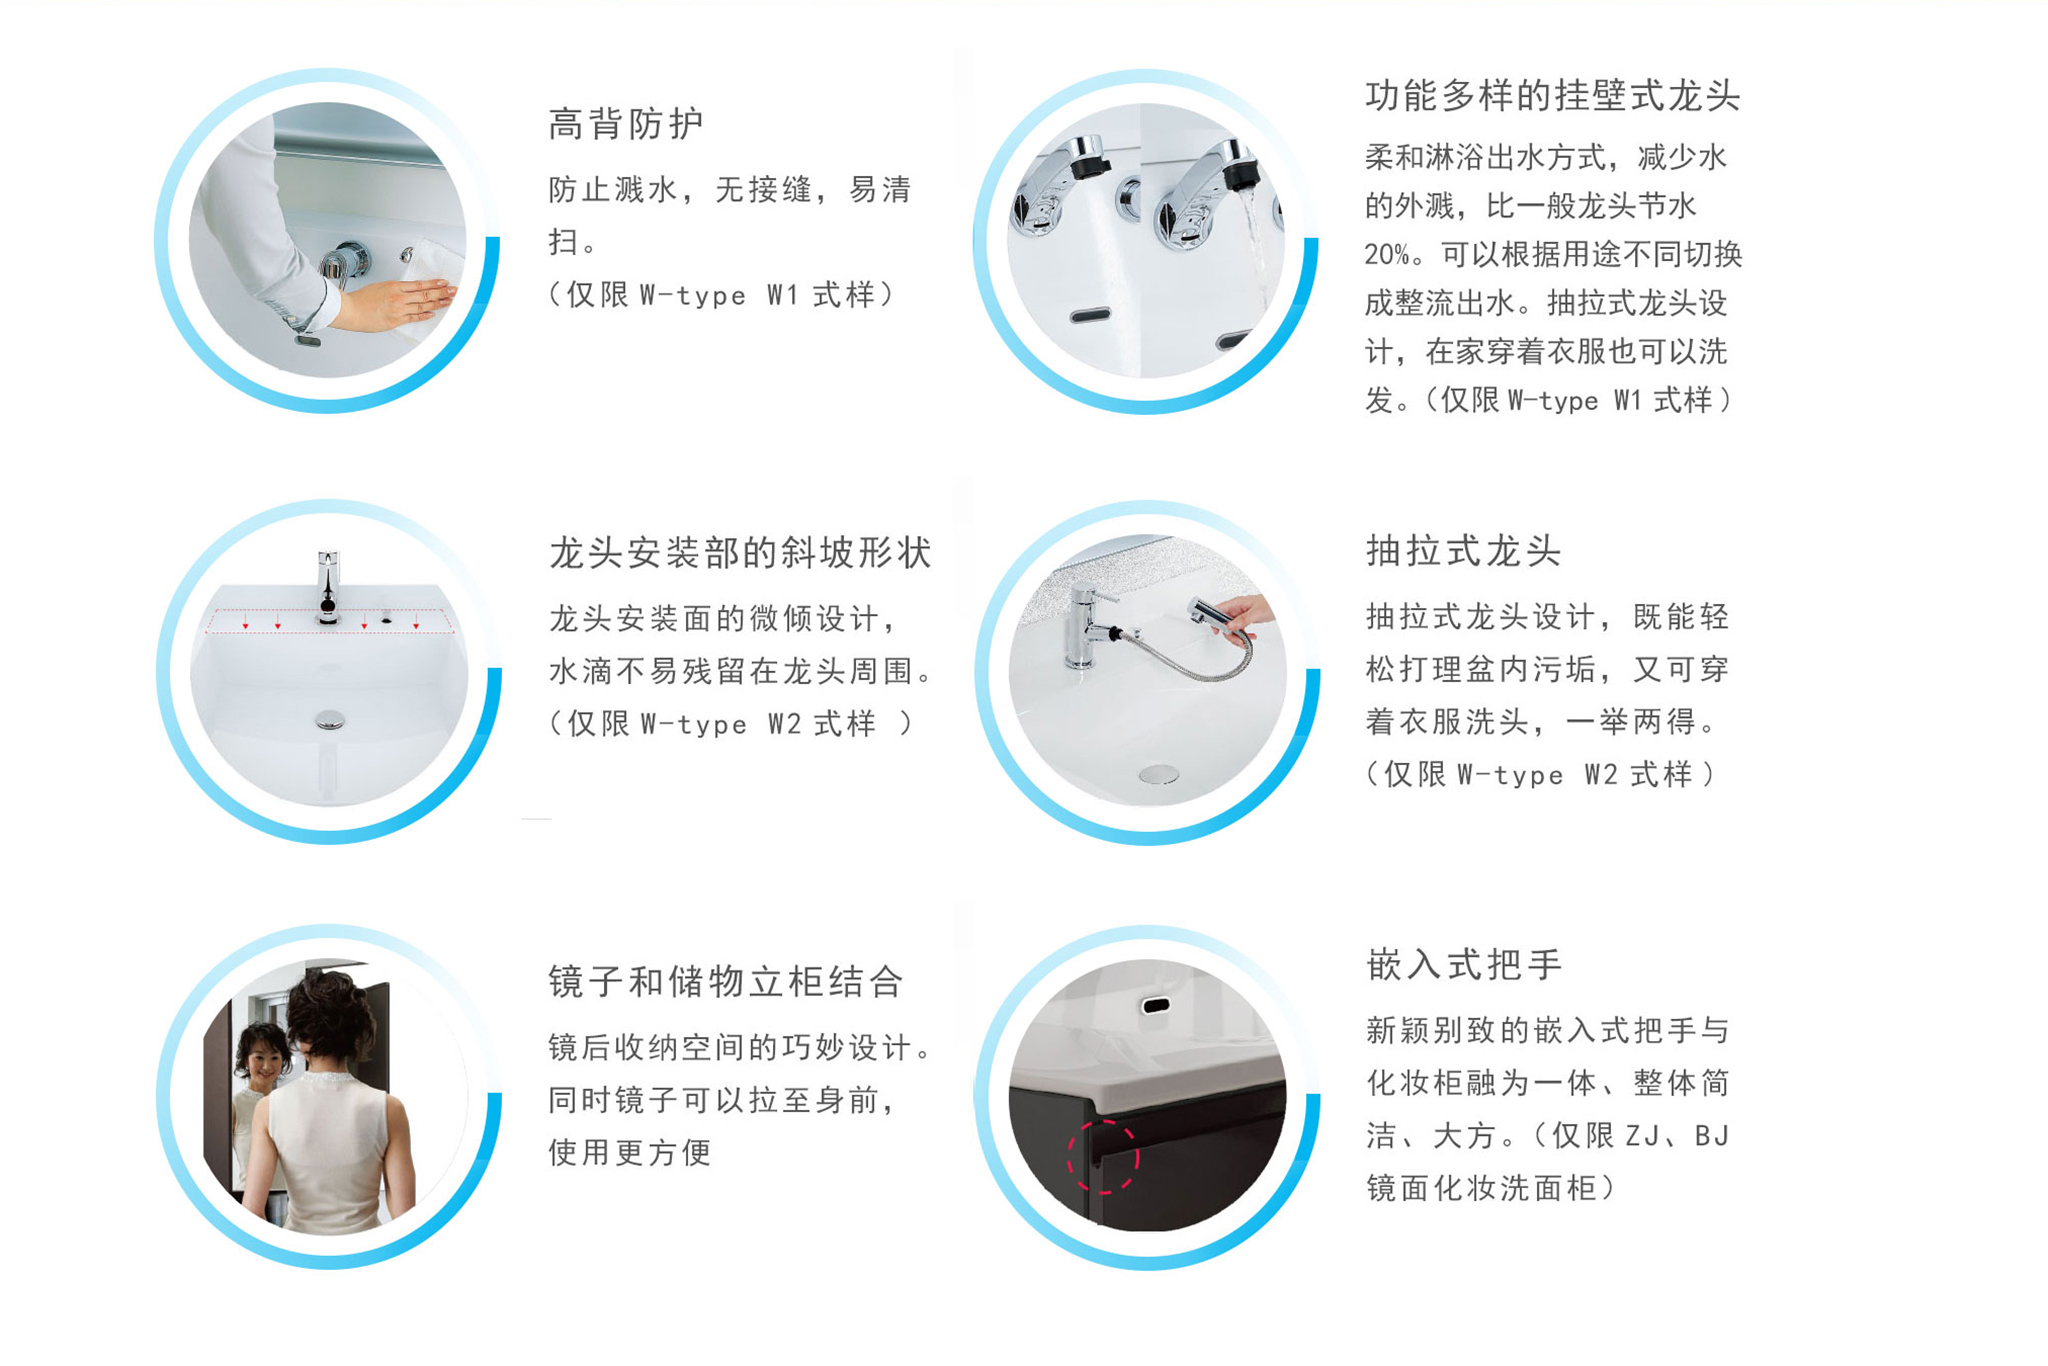 高背防护
防止溅水，无接缝，易清
扫。
（仅限 W-type W1 式样）
功能多样的挂壁式龙头
柔和淋浴出水方式，减少水
的外溅，比一般龙头节水
20%。可以根据用途不同切换
成整流出水。抽拉式龙头设
计，在家穿着衣服也可以洗
发。（仅限 W-type W1 式样）
龙头安装部的斜坡形状
龙头安装面的微倾设计，
水滴不易残留在龙头周围。
（仅限 W-type W2 式样 ）
抽拉式龙头
抽拉式龙头设计，既能轻
松打理盆内污垢，又可穿
着衣服洗头，一举两得。
（仅限 W-type W2 式样）
镜子和储物立柜结合
镜后收纳空间的巧妙设计。
同时镜子可以拉至身前，
使用更方便
嵌入式把手
新颖别致的嵌入式把手与
化妆柜融为一体、整体简
洁、大方。（仅限 ZJ、BJ
镜面化妆洗面柜）